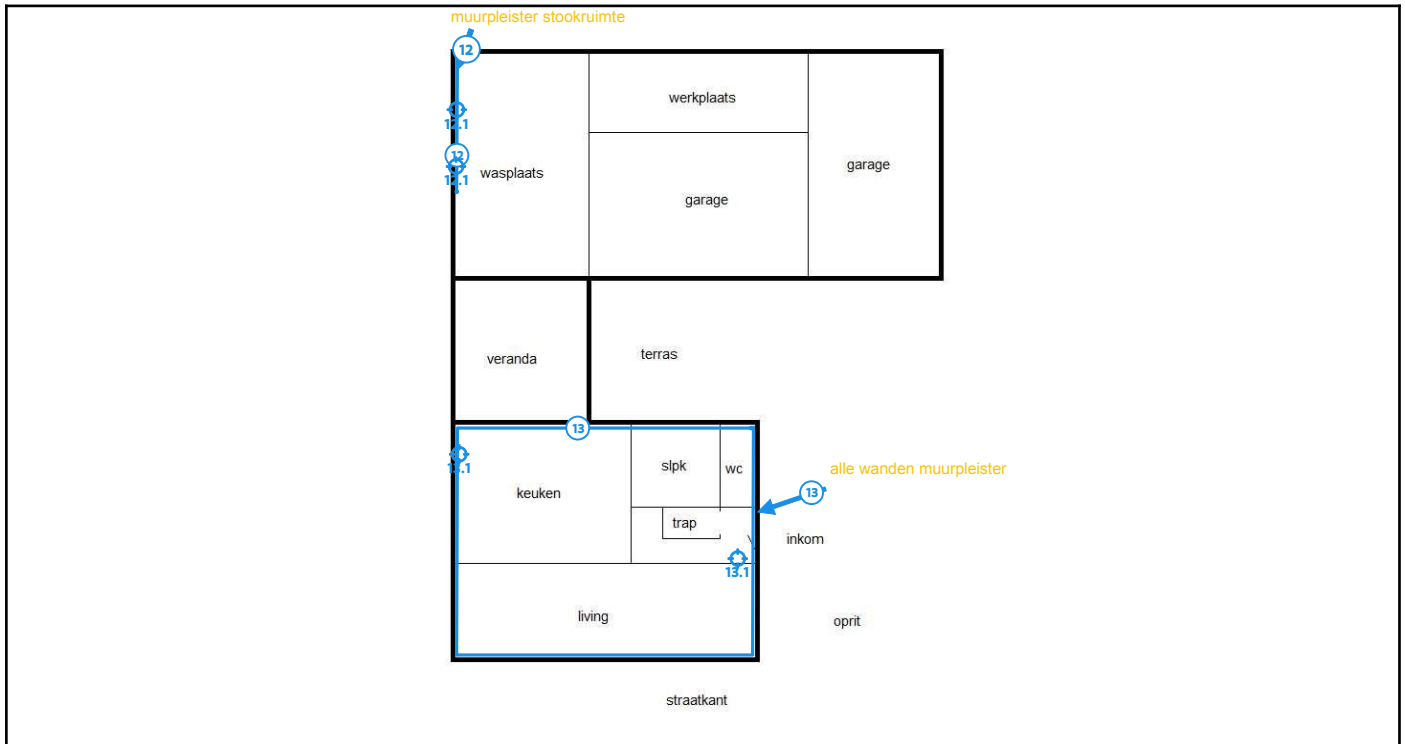 muurpleister stookruimte
12
werkplaats
12.1
12
garage
wasplaats
12.1
garage
terras
veranda
13
13.1
slpk
wc
alle wanden muurpleister
keuken
13
trap
inkom
13.1
living
oprit
straatkant